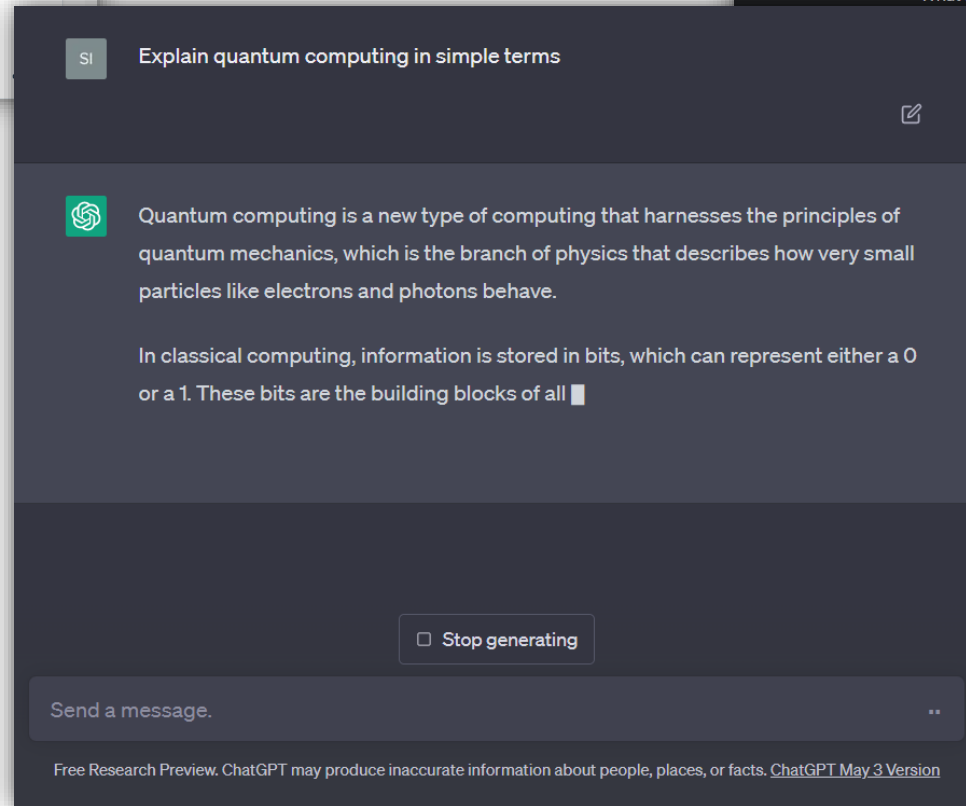 SI
Explain quantum computing in simple terms
Quantum computing is a new type of computing that harnesses the principles of
quantum mechanics, which is the branch of physics that describes how very small
particles like electrons and photons behave.
In classical computing, information is stored in bits, which can represent either a 0
or a 1. These bits are the building blocks of all
Stop generating
Send a message.
Free Research Preview. ChatGPT may produce inaccurate information about people, places, or facts. ChatGPT May 3 Version